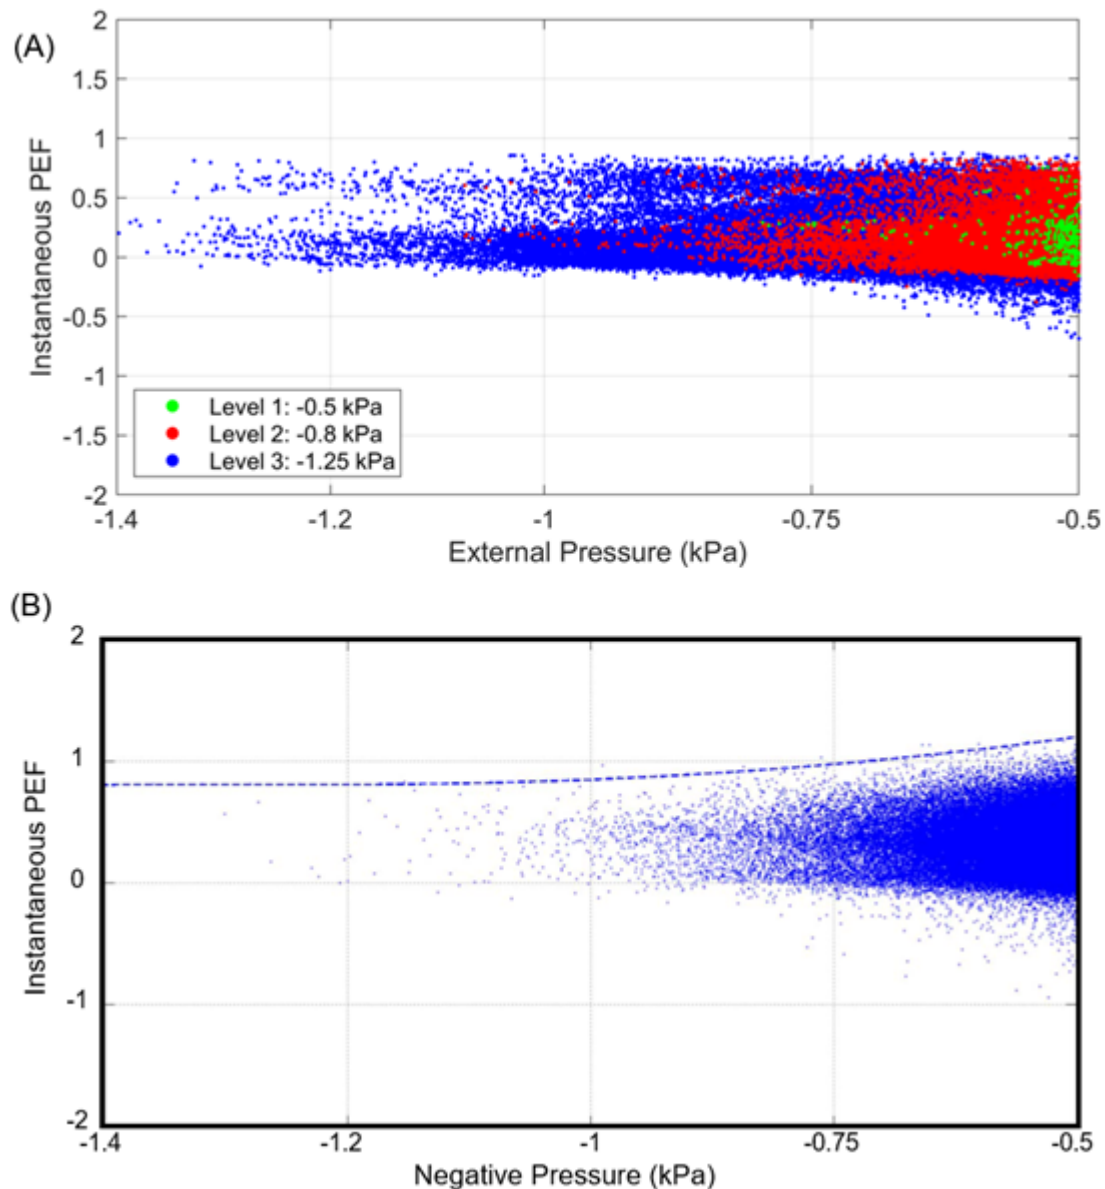 (A)
2
1.5
1
0.5
0
-0.5
-1
-1.5
-2
Instantaneous PEF
Level 1: -0.5 kPa
Level 2: -0.8 kPa
Level 3: -1.25 kPa
-1.4 -1.2 -1 -0.75 -0.5
External Pressure (kPa)
(B)
2
1
0
-1
-2
Instantaneous PEF
-1.4 -1.2 -1 -0.75 -0.5
Negative Pressure (kPa)